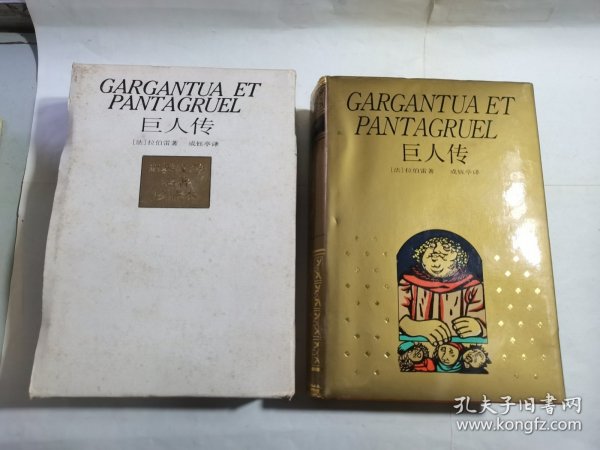 GARGANTUA ET
PANTAGRUEL
巨人传
[法]拉伯雷著 成钰亭译
GARGANTUA ET
PANTAGRUEL
巨人传
[法]拉伯雷著 成钰亭译
孔夫子旧书网
www.kongfz.com